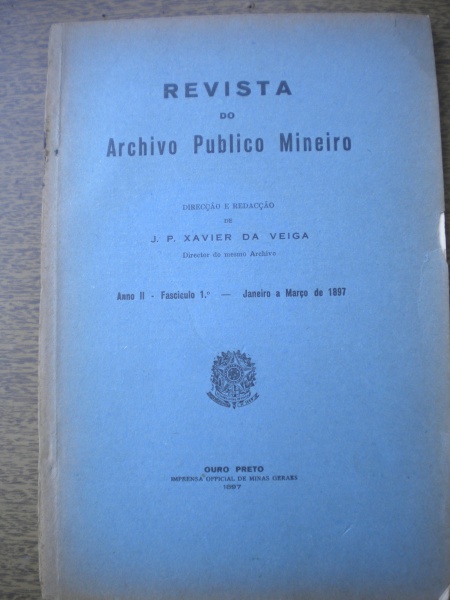 REVISTA
DO
Archivo Publico Mineiro
DIRECÇÃO E REDACÇÃO
DE
J. P. XAVIER DA VEIGA
Director do mesmo Archivo
Anno II - Fasciculo 1.º — Janeiro a Março de 1897
OURO PRETO
IMPRENSA OFFICIAL DE MINAS GERAES
1897